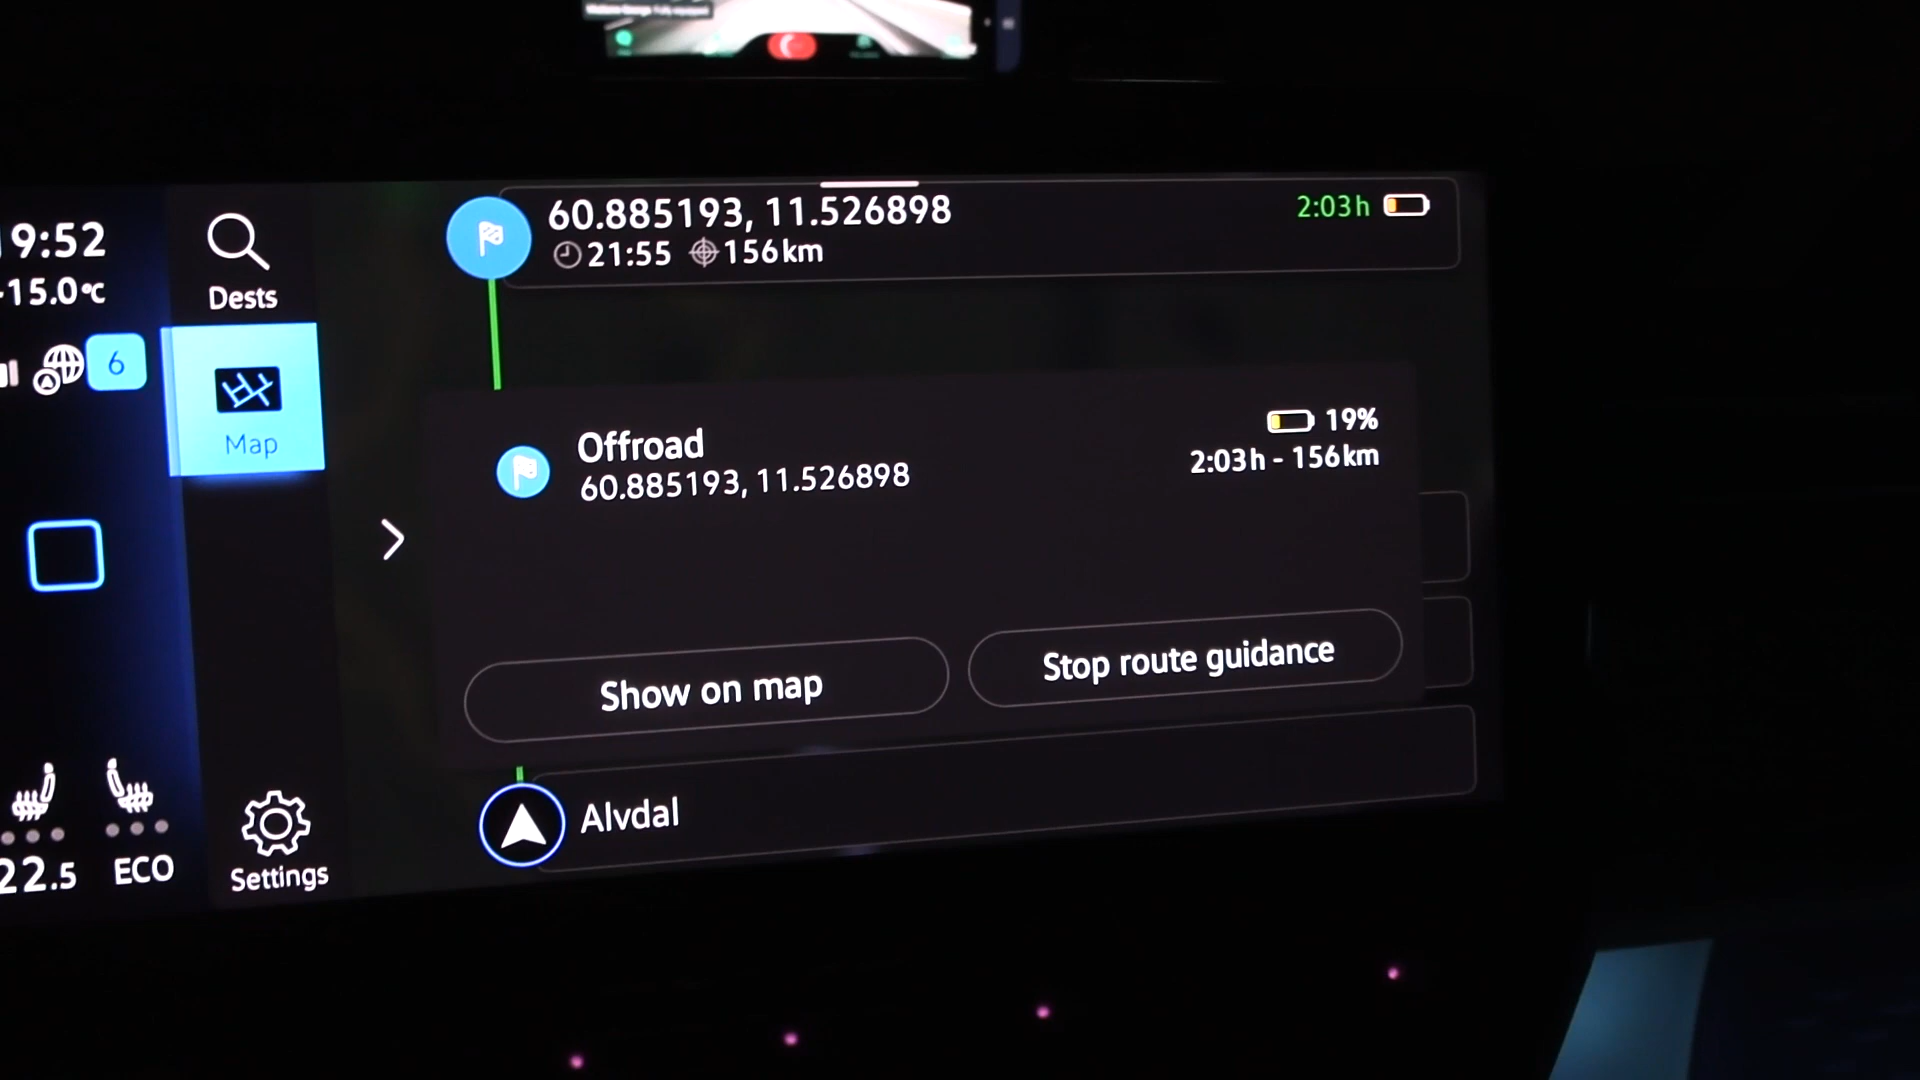 9:52
-15.0°C
6
Dests
Map
Settings
22.5
ECO
60.885193, 11.526898
21:55 156km
2:03h
Offroad
60.885193, 11.526898
19%
2:03h - 156km
Show on map
Stop route guidance
Alvdal